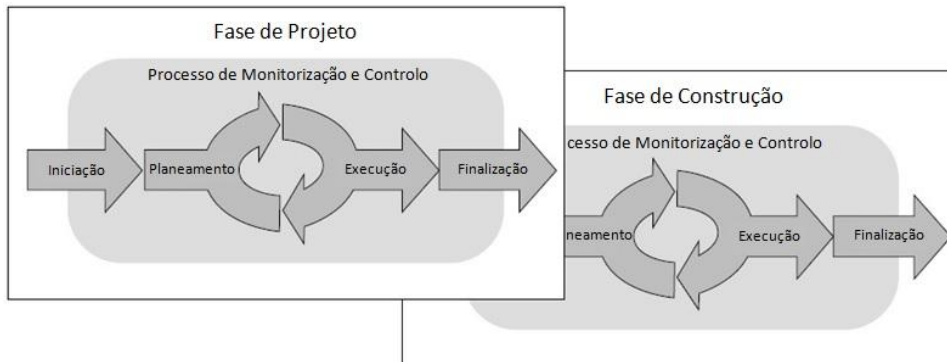 Fase de Projeto
Processo de Monitorização e Controlo
Iniciação
Planeamento
Execução
Finalização
Fase de Construção
cesso de Monitorização e Controlo
neamento
Execução
Finalização